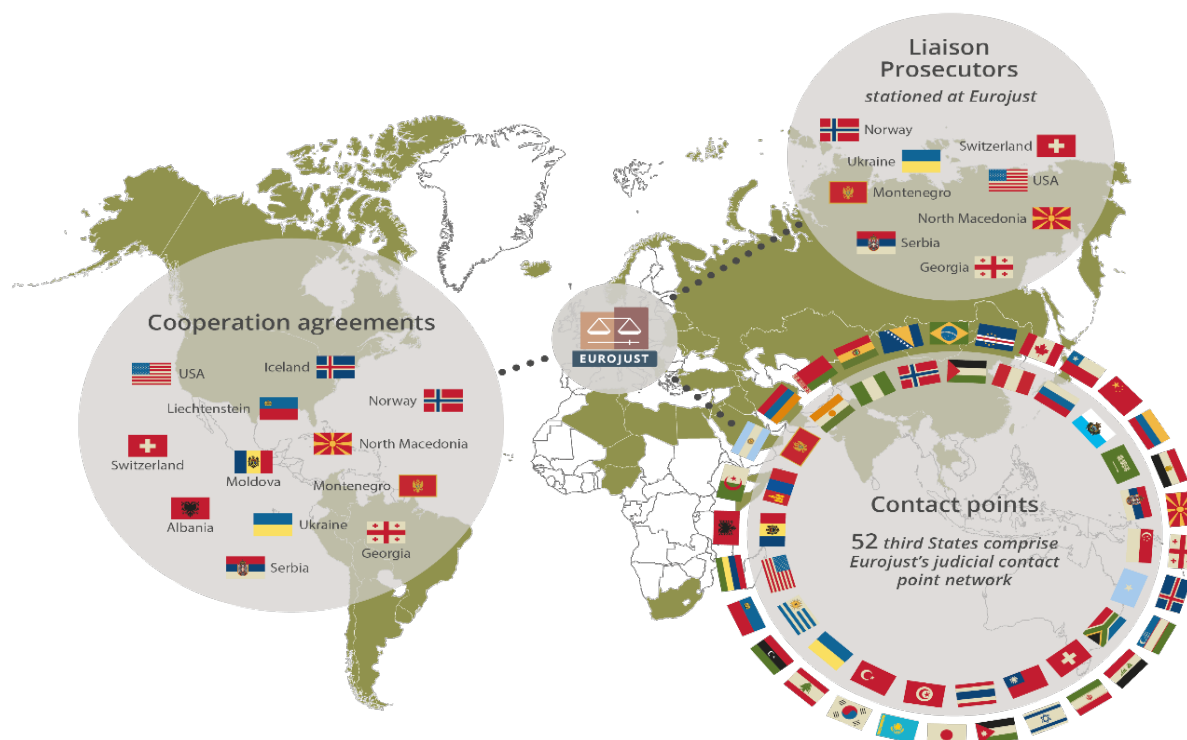 Liaison
Prosecutors
stationed at Eurojust
Norway
Switzerland
Ukraine
USA
Montenegro
North Macedonia
Serbia
Georgia
Cooperation agreements
USA
Iceland
Norway
Liechtenstein
North Macedonia
Switzerland
Moldova
Montenegro
Albania
Ukraine
Georgia
Serbia
EUROJUST
Contact points
52 third States comprise
Eurojust's judicial contact
point network